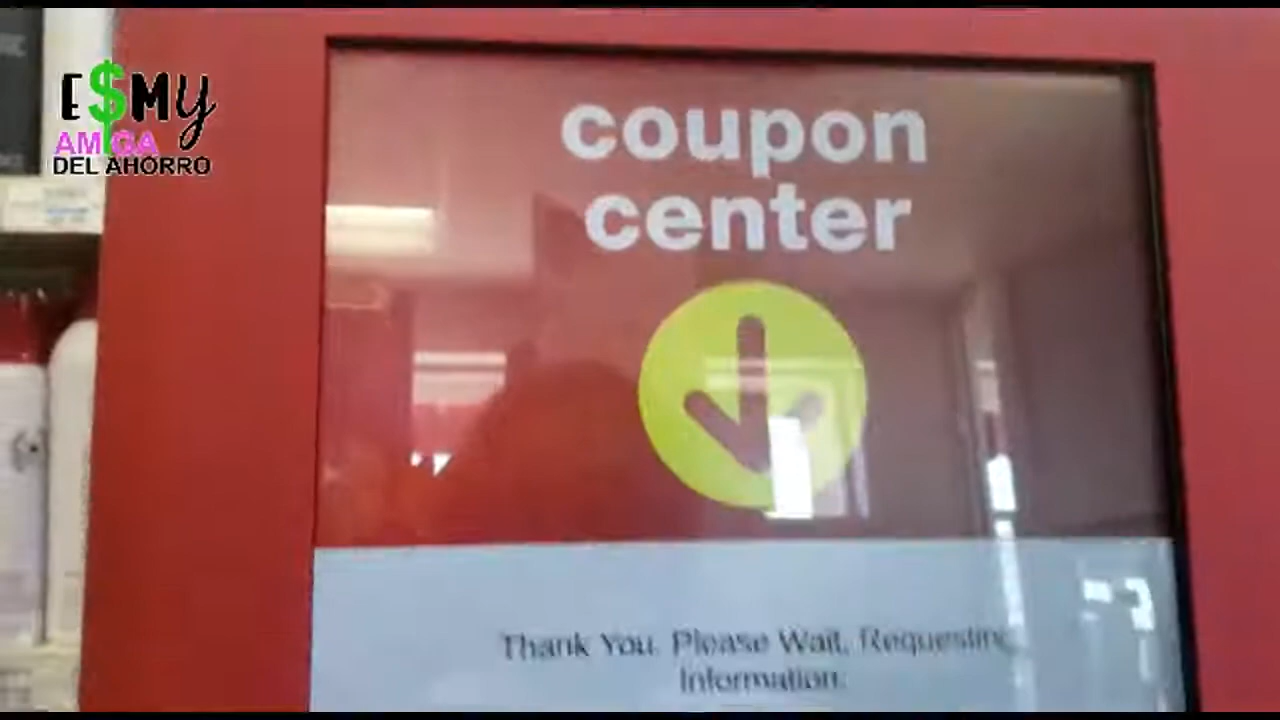 E$MY
AMIGA
DEL AHORRO
coupon
center
Thank You. Please Wait. Requesting
Information.